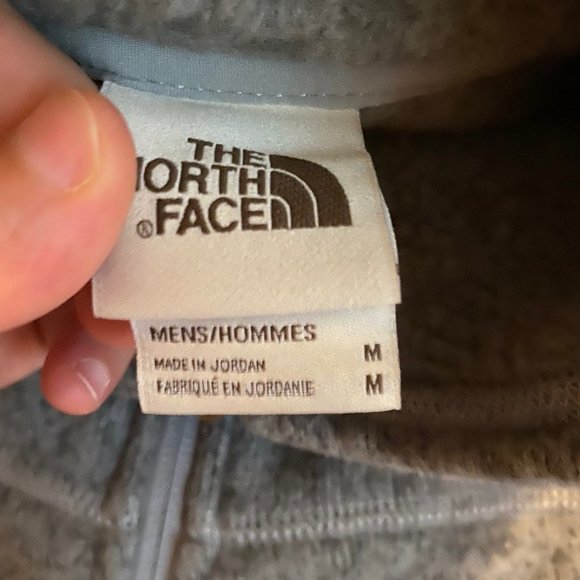 THE
NORTH
®FACE
MENS/HOMMES
MADE IN JORDAN M
FABRIQUÉ EN JORDANIE M